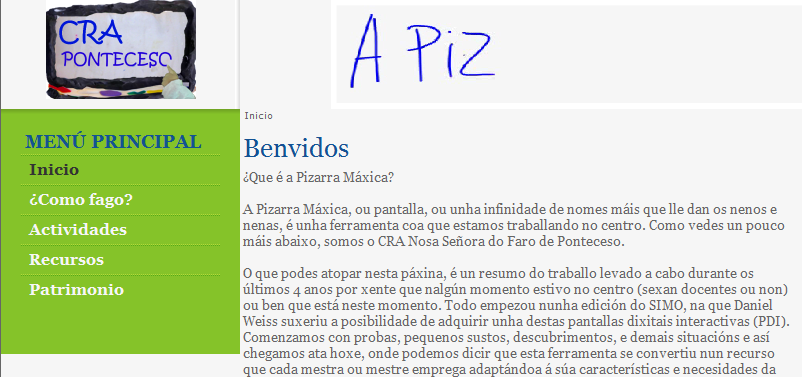 CRA
PONTECESO
A PiZ
MENÚ PRINCIPAL
Inicio
¿Como fago?
Actividades
Recursos
Patrimonio
Inicio
Benvidos
¿Que é a Pizarra Máxica?
A Pizarra Máxica, ou pantalla, ou unha infinidade de nomes máis que lle dan os nenos e
nenas, é unha ferramenta coa que estamos traballando no centro. Como vedes un pouco
máis abaixo, somos o CRA Nosa Señora do Faro de Ponteceso.
O que podes atopar nesta páxina, é un resumo do traballo levado a cabo durante os
últimos 4 anos por xente que nalgún momento estivo no centro (sexan docentes ou non)
ou ben que está neste momento. Todo empezou nunha edición do SIMO, na que Daniel
Weiss suxeriu a posibilidade de adquirir unha destas pantallas dixitais interactivas (PDI).
Comenzamos con probas, pequenos sustos, descubrimentos, e demais situacións e así
chegamos ata hoxe, onde podemos dicir que esta ferramenta se convertiu nun recurso
que cada mestra ou mestre emprega adaptándoa á súa características e necesidades da